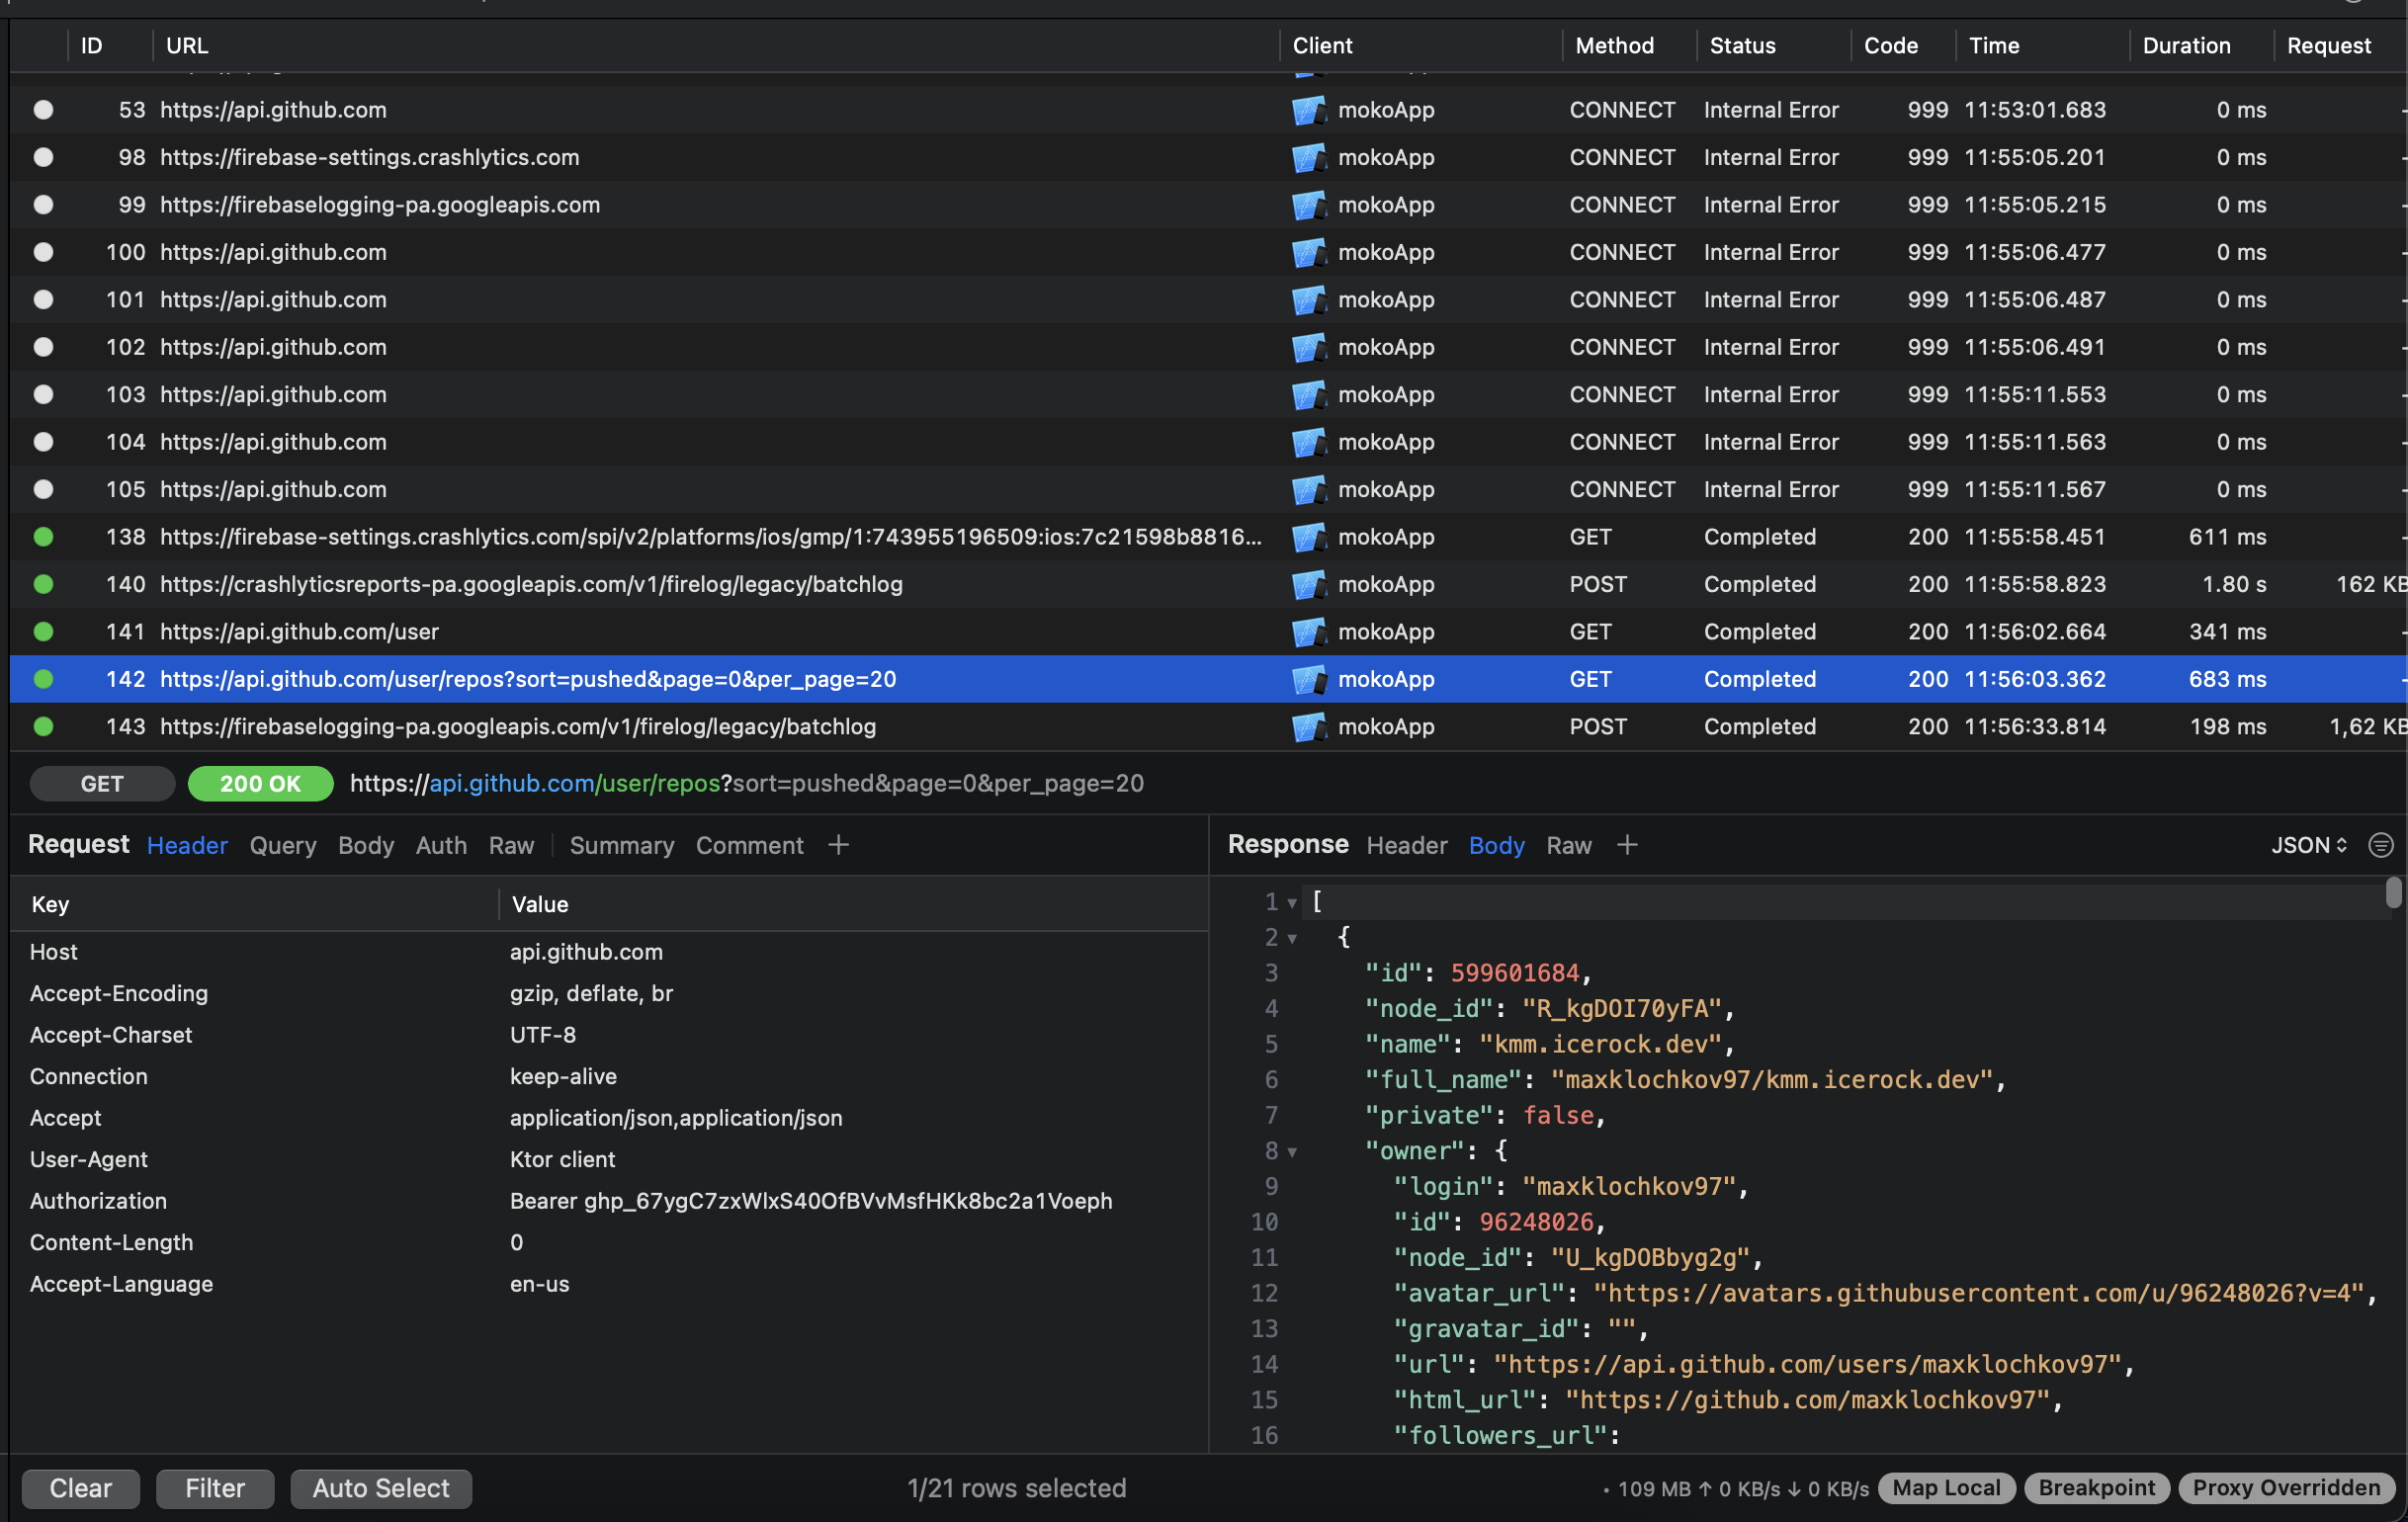 ID URL Client Method Status Code Time Duration Request
53 https://api.github.com mokoApp CONNECT Internal Error 999 11:53:01.683 0 ms -
98 https://firebase-settings.crashlytics.com mokoApp CONNECT Internal Error 999 11:55:05.201 0 ms -
99 https://firebaselogging-pa.googleapis.com mokoApp CONNECT Internal Error 999 11:55:05.215 0 ms -
100 https://api.github.com mokoApp CONNECT Internal Error 999 11:55:06.477 0 ms -
101 https://api.github.com mokoApp CONNECT Internal Error 999 11:55:06.487 0 ms -
102 https://api.github.com mokoApp CONNECT Internal Error 999 11:55:06.491 0 ms -
103 https://api.github.com mokoApp CONNECT Internal Error 999 11:55:11.553 0 ms -
104 https://api.github.com mokoApp CONNECT Internal Error 999 11:55:11.563 0 ms -
105 https://api.github.com mokoApp CONNECT Internal Error 999 11:55:11.567 0 ms -
138 https://firebase-settings.crashlytics.com/spi/v2/platforms/ios/gmp/1:743955196509:ios:7c21598b8816... mokoApp GET Completed 200 11:55:58.451 611 ms -
140 https://crashlyticsreports-pa.googleapis.com/v1/firelog/legacy/batchlog mokoApp POST Completed 200 11:55:58.823 1.80 s 162 KB
141 https://api.github.com/user mokoApp GET Completed 200 11:56:02.664 341 ms -
142 https://api.github.com/user/repos?sort=pushed&page=0&per_page=20 mokoApp GET Completed 200 11:56:03.362 683 ms -
143 https://firebaselogging-pa.googleapis.com/v1/firelog/legacy/batchlog mokoApp POST Completed 200 11:56:33.814 198 ms 1,62 KB
GET 200 OK https://api.github.com/user/repos?sort=pushed&page=0&per_page=20
Request Header Query Body Auth Raw Summary Comment +
Key Value
Host api.github.com
Accept-Encoding gzip, deflate, br
Accept-Charset UTF-8
Connection keep-alive
Accept application/json,application/json
User-Agent Ktor client
Authorization Bearer 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
Content-Length 0
Accept-Language en-us
Response Header Body Raw + JSON
1 [
2 {
3 "id": 599601684,
4 "node_id": "R_kgDOI70yFA",
5 "name": "kmm.icerock.dev",
6 "full_name": "maxklochkov97/kmm.icerock.dev",
7 "private": false,
8 "owner": {
9 "login": "maxklochkov97",
10 "id": 96248026,
11 "node_id": "U_kgDOBbyg2g",
12 "avatar_url": "https://avatars.githubusercontent.com/u/96248026?v=4",
13 "gravatar_id": "",
14 "url": "https://api.github.com/users/maxklochkov97",
15 "html_url": "https://github.com/maxklochkov97",
16 "followers_url":
Clear Filter Auto Select 1/21 rows selected • 109 MB ↑ 0 KB/s ↓ 0 KB/s Map Local Breakpoint Proxy Overridden